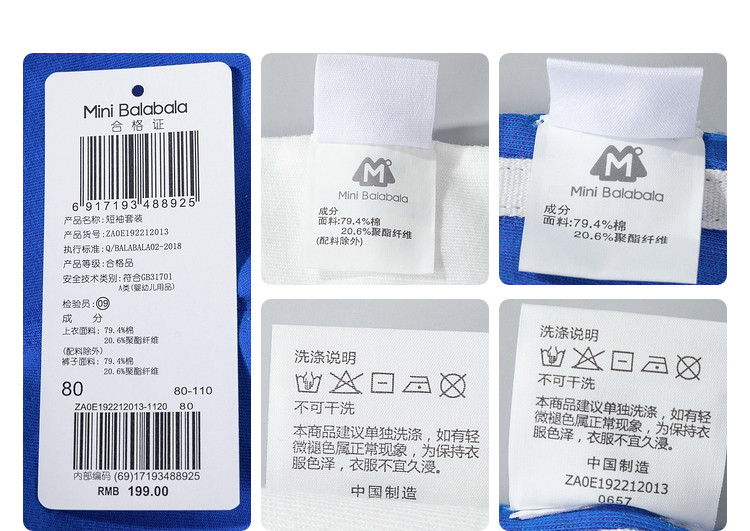 Mini Balabala
合格证
6 917193 488925
产品名称: 短袖套装
产品货号: ZA0E192212013
执行标准: Q/BALABALA02-2018
产品等级: 合格品
安全技术类别: 符合GB31701
A类(婴幼儿用品)
检验员: 09
成 分
上衣面料: 79.4%棉
20.6%聚酯纤维
(配料除外)
裤子面料: 79.4%棉
20.6%聚酯纤维
80
80-110
ZA0E192212013-1120 80
内部编码 (69)17193488925
RMB 199.00
M
Mini Balabala
成分
面料:79.4%棉
20.6%聚酯纤维
(配料除外)
M
Mini Balabala
成分
面料:79.4%棉
20.6%聚酯纤维
洗涤说明
不可干洗
本商品建议单独洗涤，如有轻
微褪色属正常现象，为保持衣
服色泽，衣服不宜久浸。
中国制造
洗涤说明
不可干洗
本商品建议单独洗涤，如有轻
微褪色属正常现象，为保持衣
服色泽，衣服不宜久浸。
中国制造
ZA0E192212013
0657